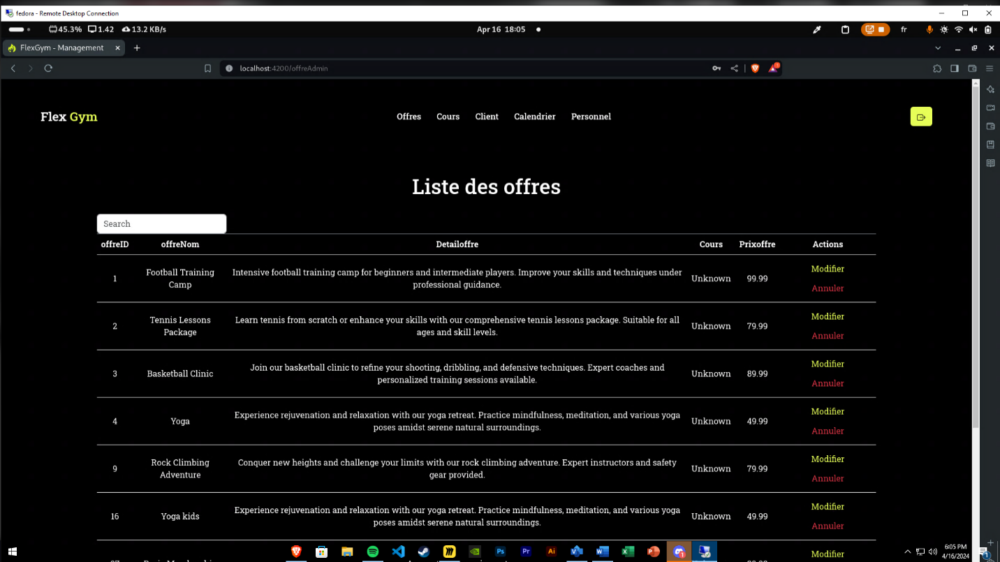 fedora - Remote Desktop Connection
45.3% 1.42 13.2 KB/s
Apr 16 18:05
fr
FlexGym - Management
localhost:4200/offreAdmin
Flex Gym
Offres Cours Client Calendrier Personnel
Liste des offres
Search
offreID offreNom Detailoffre Cours Prixoffre Actions
1 Football Training Camp Intensive football training camp for beginners and intermediate players. Improve your skills and techniques under professional guidance. Unknown 99.99 Modifier Annuler
2 Tennis Lessons Package Learn tennis from scratch or enhance your skills with our comprehensive tennis lessons package. Suitable for all ages and skill levels. Unknown 79.99 Modifier Annuler
3 Basketball Clinic Join our basketball clinic to refine your shooting, dribbling, and defensive techniques. Expert coaches and personalized training sessions available. Unknown 89.99 Modifier Annuler
4 Yoga Experience rejuvenation and relaxation with our yoga retreat. Practice mindfulness, meditation, and various yoga poses amidst serene natural surroundings. Unknown 49.99 Modifier Annuler
9 Rock Climbing Adventure Conquer new heights and challenge your limits with our rock climbing adventure. Expert instructors and safety gear provided. Unknown 79.99 Modifier Annuler
16 Yoga kids Experience rejuvenation and relaxation with our yoga retreat. Practice mindfulness, meditation, and various yoga poses amidst serene natural surroundings. Unknown 49.99 Modifier Annuler
Modifier
Ps Pr Ai
6:05 PM
4/16/2024
1